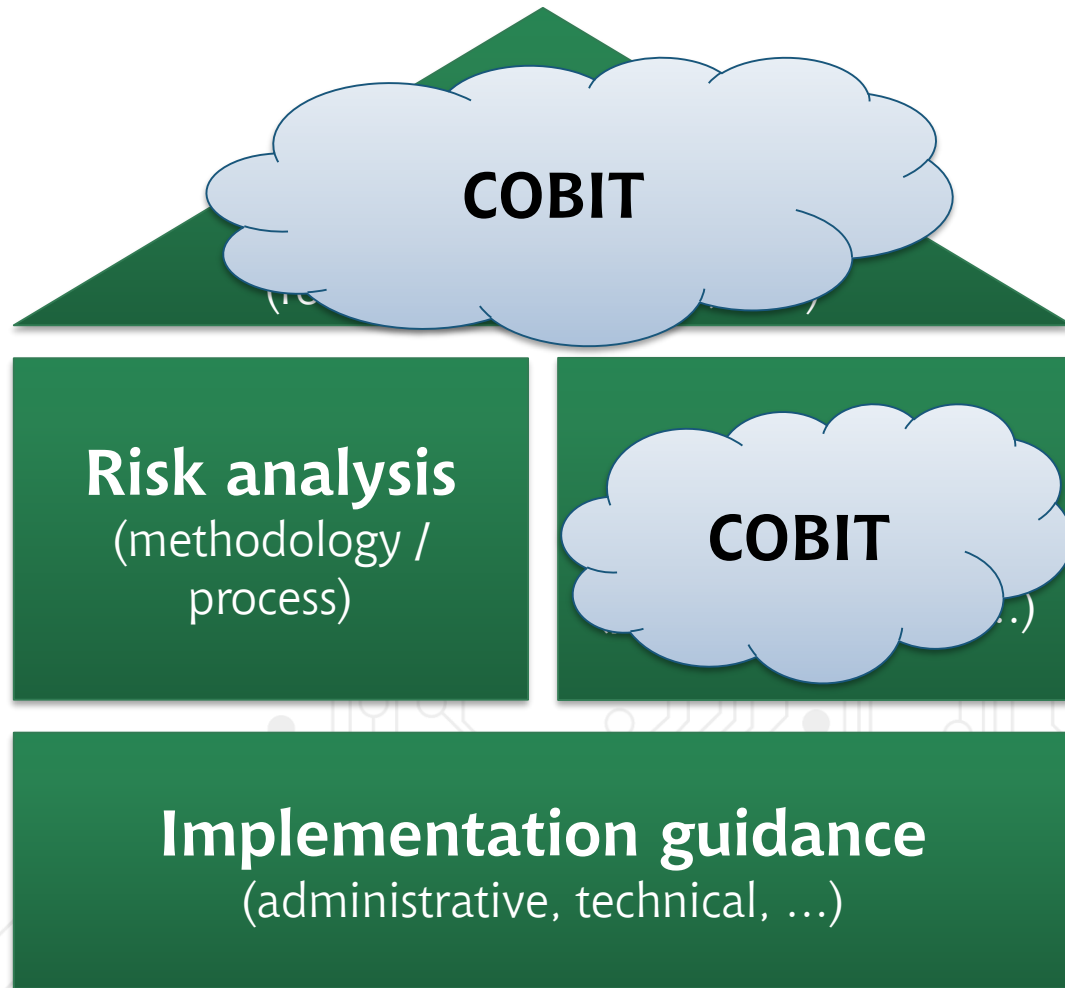 COBIT
Risk analysis
(methodology /
process)
COBIT
Implementation guidance
(administrative, technical, …)